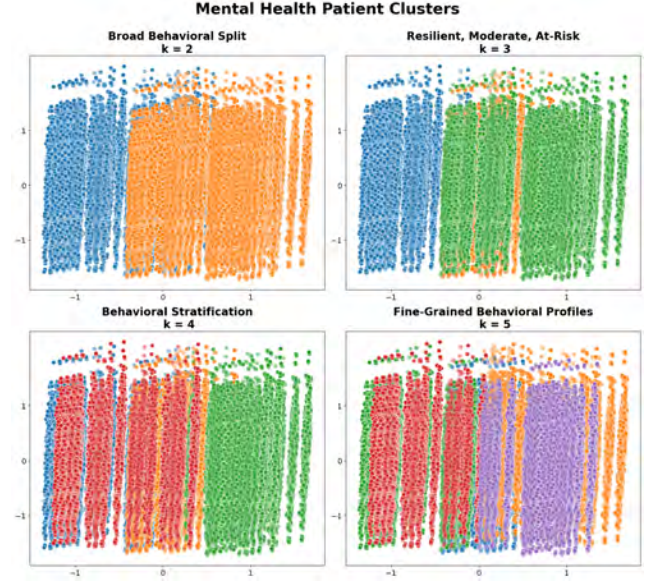 Mental Health Patient Clusters
Broad Behavioral Split
k = 2
Resilient, Moderate, At-Risk
k = 3
1
0
−1
−1
0
1
1
0
−1
−1
0
1
Behavioral Stratification
k = 4
Fine-Grained Behavioral Profiles
k = 5
1
0
−1
−1
0
1
1
0
−1
−1
0
1